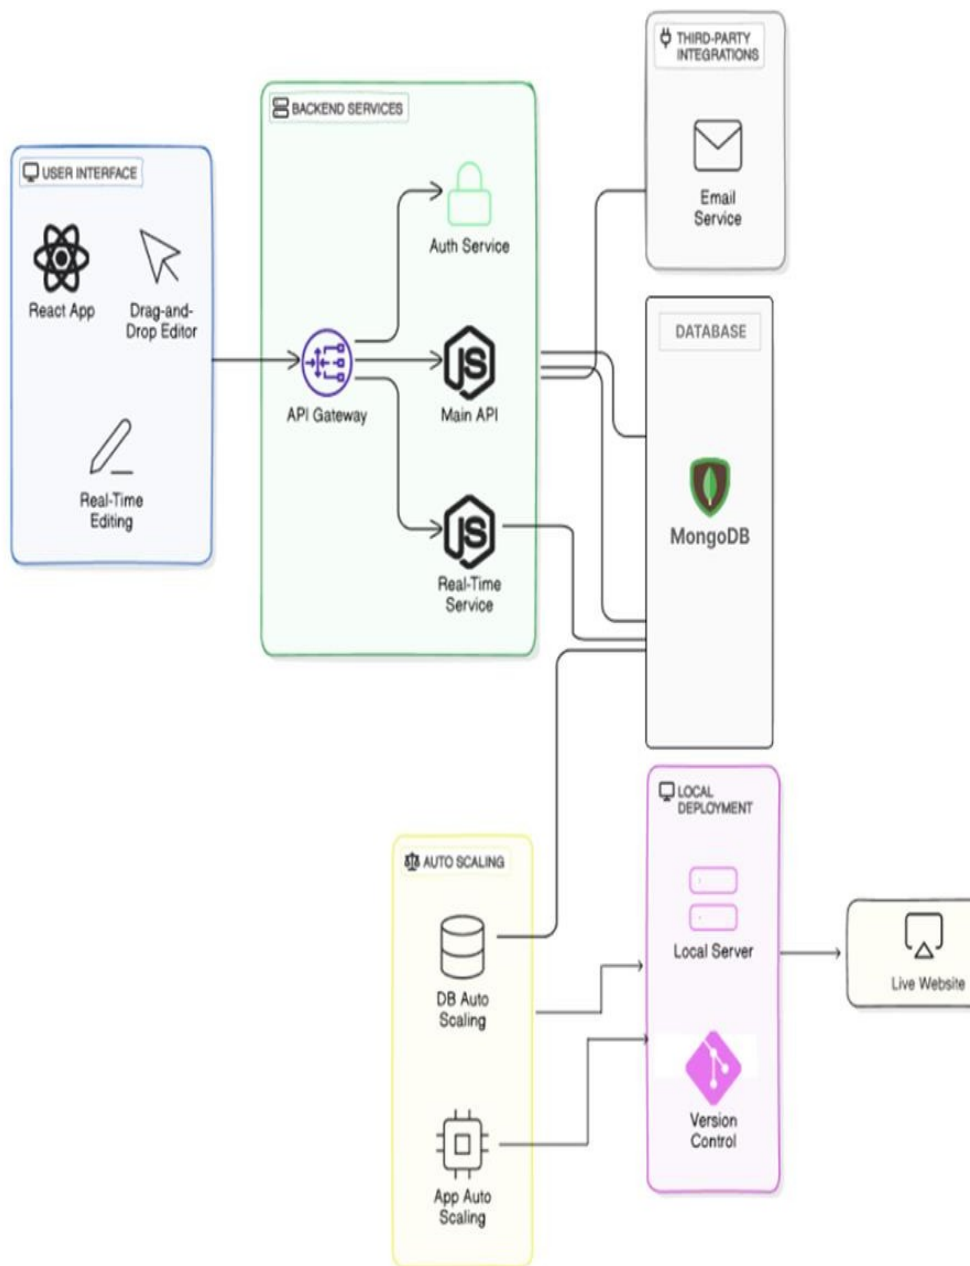 THIRD-PARTY
INTEGRATIONS
Email
Service
BACKEND SERVICES
Auth Service
API Gateway
JS
Main API
JS
Real-Time
Service
USER INTERFACE
React App
Drag-and-
Drop Editor
Real-Time
Editing
DATABASE
MongoDB
LOCAL
DEPLOYMENT
Local Server
Version
Control
Live Website
AUTO SCALING
DB Auto
Scaling
App Auto
Scaling